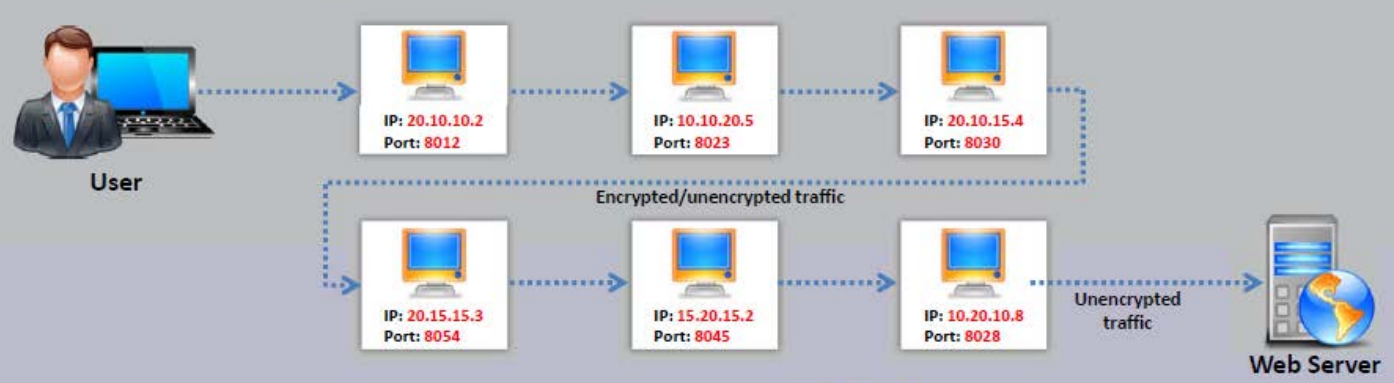 IP: 20.10.10.2
Port: 8012
IP: 10.10.20.5
Port: 8023
IP: 20.10.15.4
Port: 8030
User
Encrypted/unencrypted traffic
IP: 20.15.15.3
Port: 8054
IP: 15.20.15.2
Port: 8045
IP: 10.20.10.8
Port: 8028
Unencrypted
traffic
Web Server